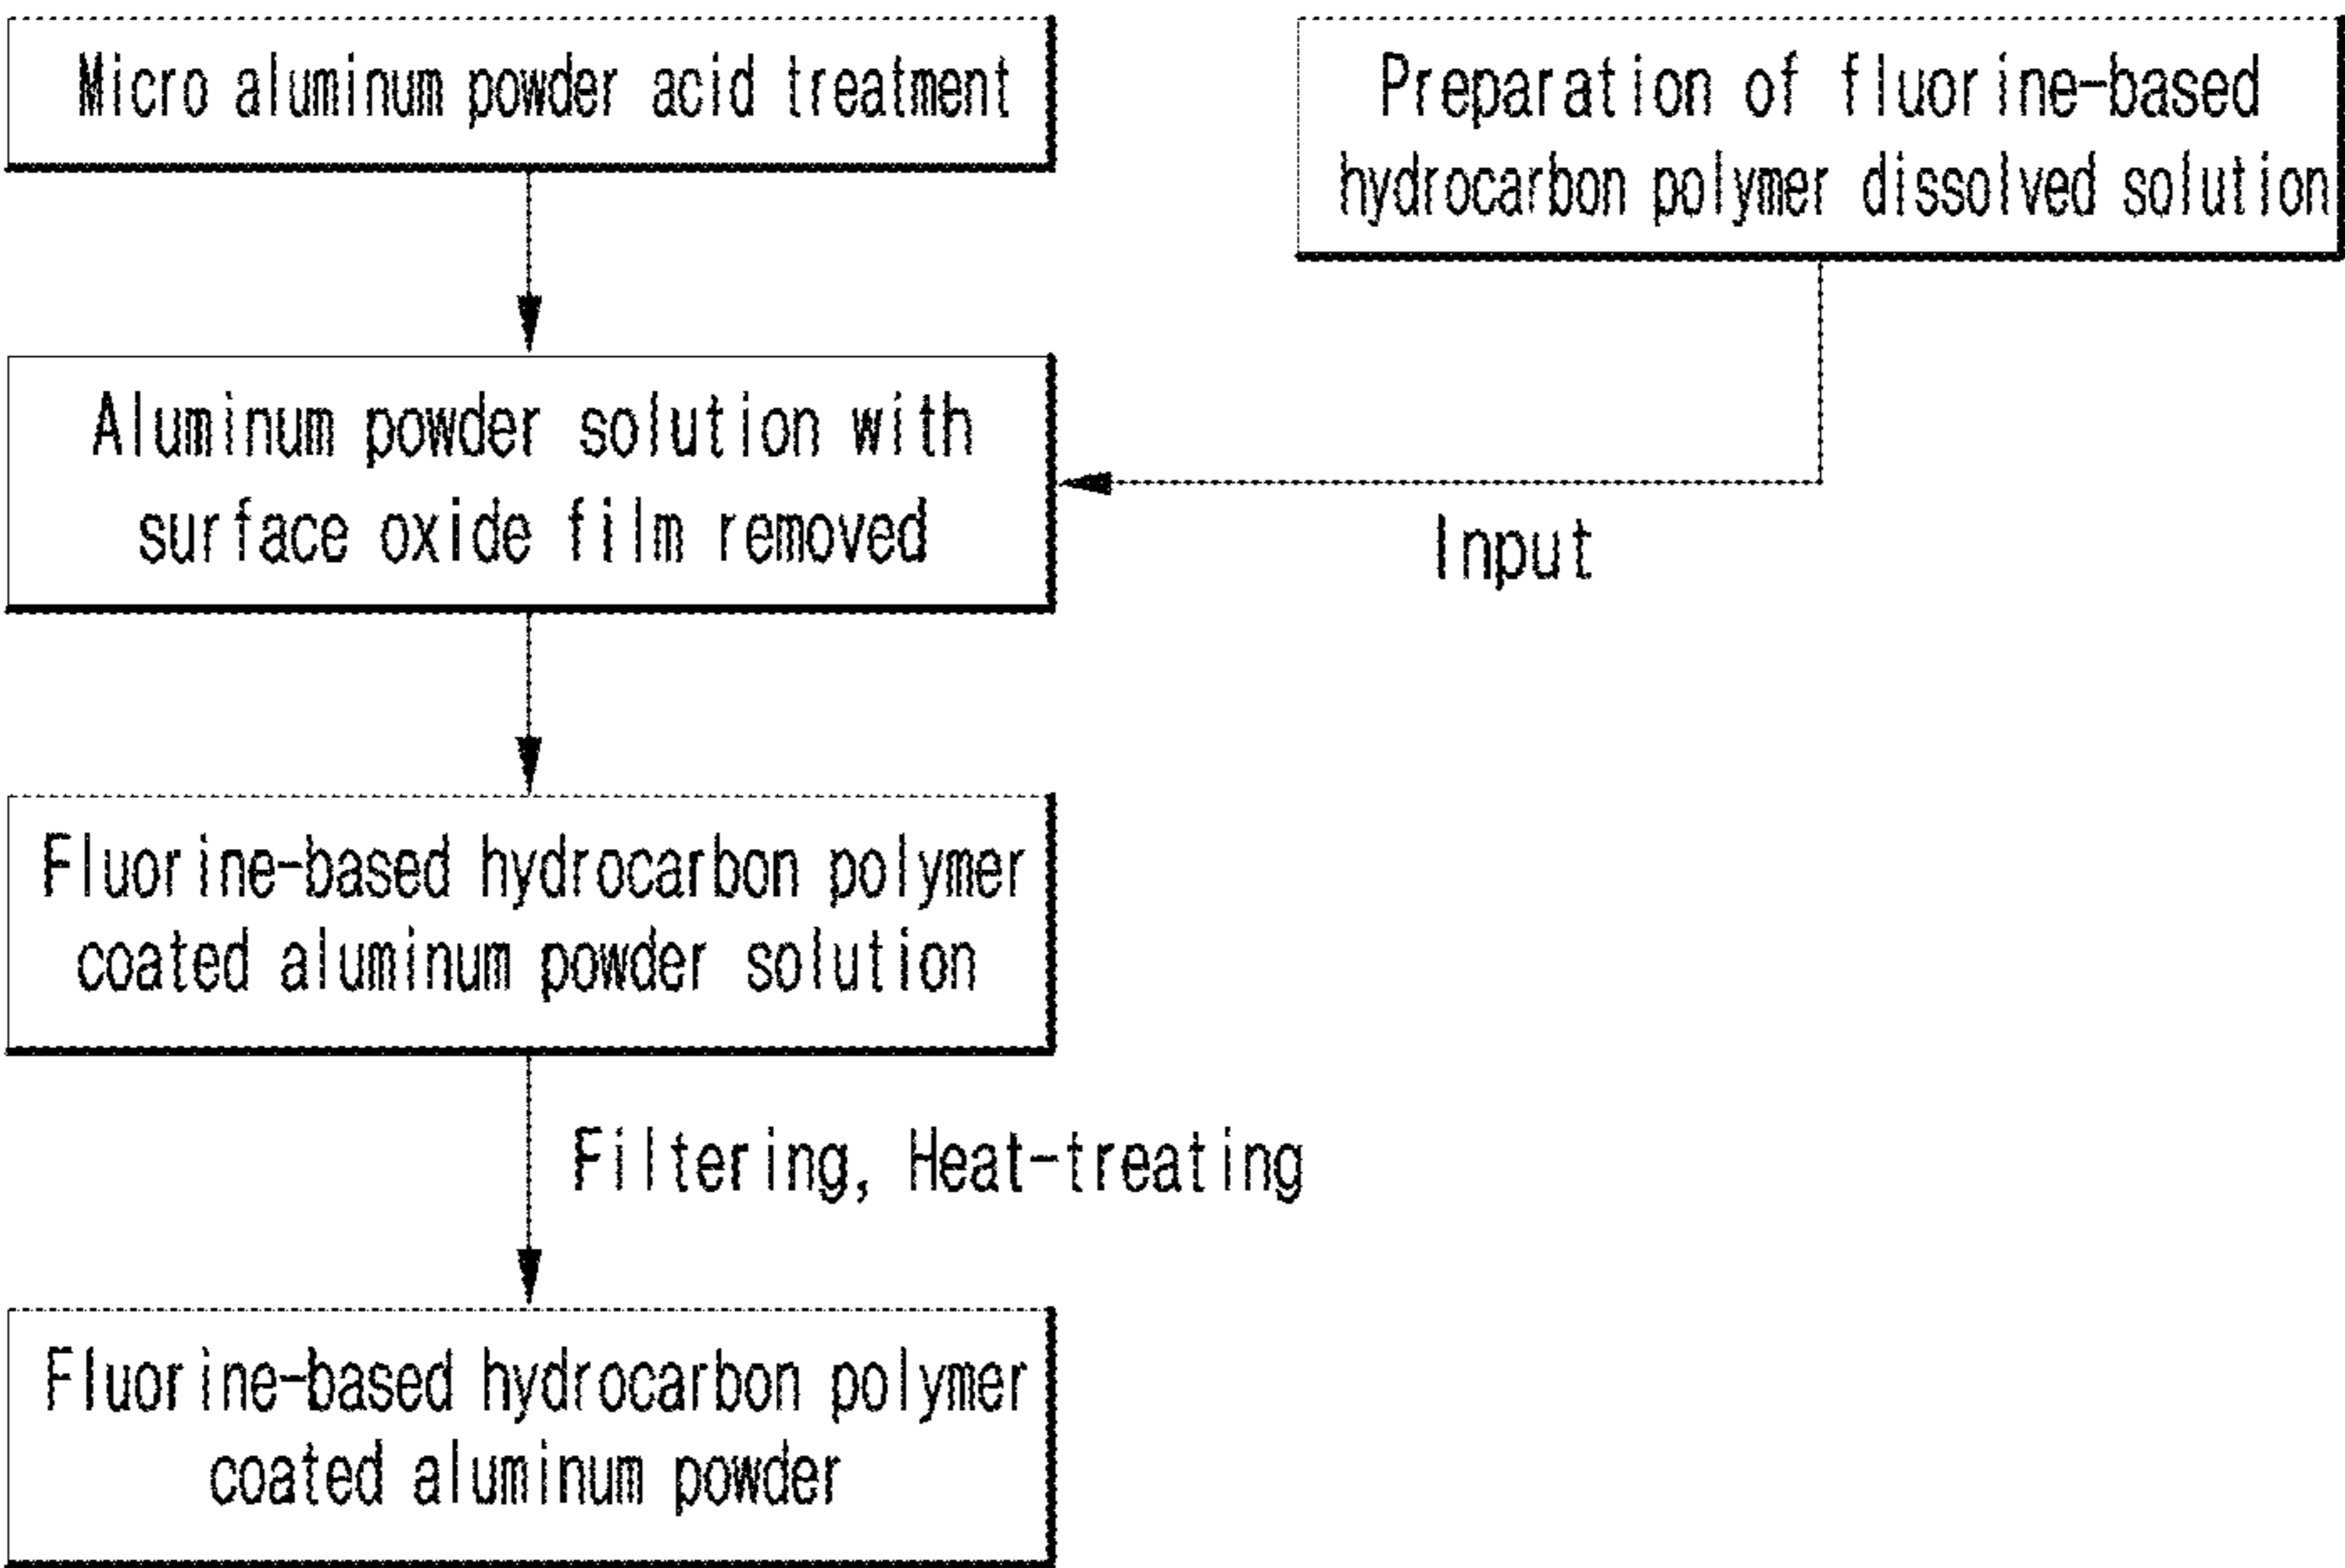 Micro aluminum powder acid treatment
Preparation of fluorine-based
hydrocarbon polymer dissolved solution
Aluminum powder solution with
surface oxide film removed
Input
Fluorine-based hydrocarbon polymer
coated aluminum powder solution
Filtering, Heat-treating
Fluorine-based hydrocarbon polymer
coated aluminum powder